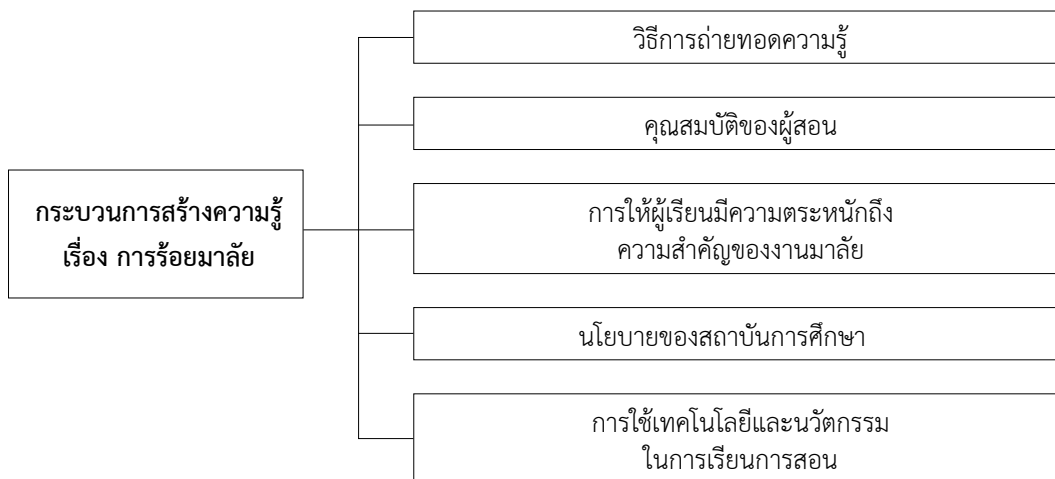 วิธีการถ่ายทอดความรู้
คุณสมบัติของผู้สอน
กระบวนการสร้างความรู้
เรื่อง การร้อยมาลัย
การให้ผู้เรียนมีความตระหนักถึง
ความสำคัญของงานมาลัย
นโยบายของสถาบันการศึกษา
การใช้เทคโนโลยีและนวัตกรรม
ในการเรียนการสอน